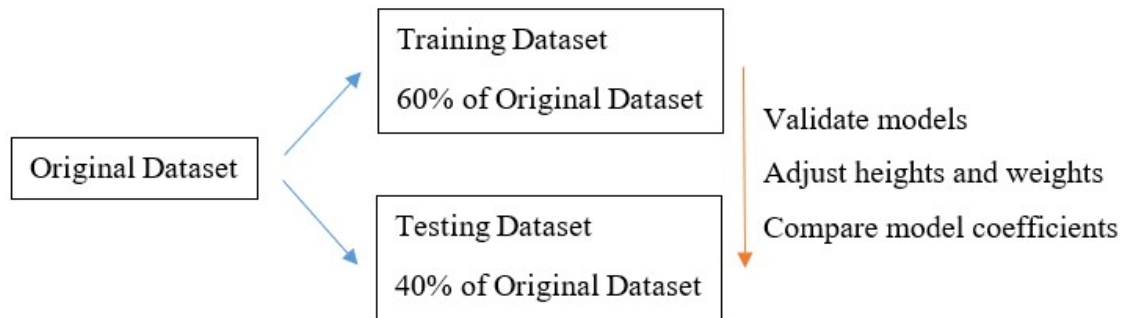 Original Dataset
Training Dataset
60% of Original Dataset
Testing Dataset
40% of Original Dataset
Validate models
Adjust heights and weights
Compare model coefficients